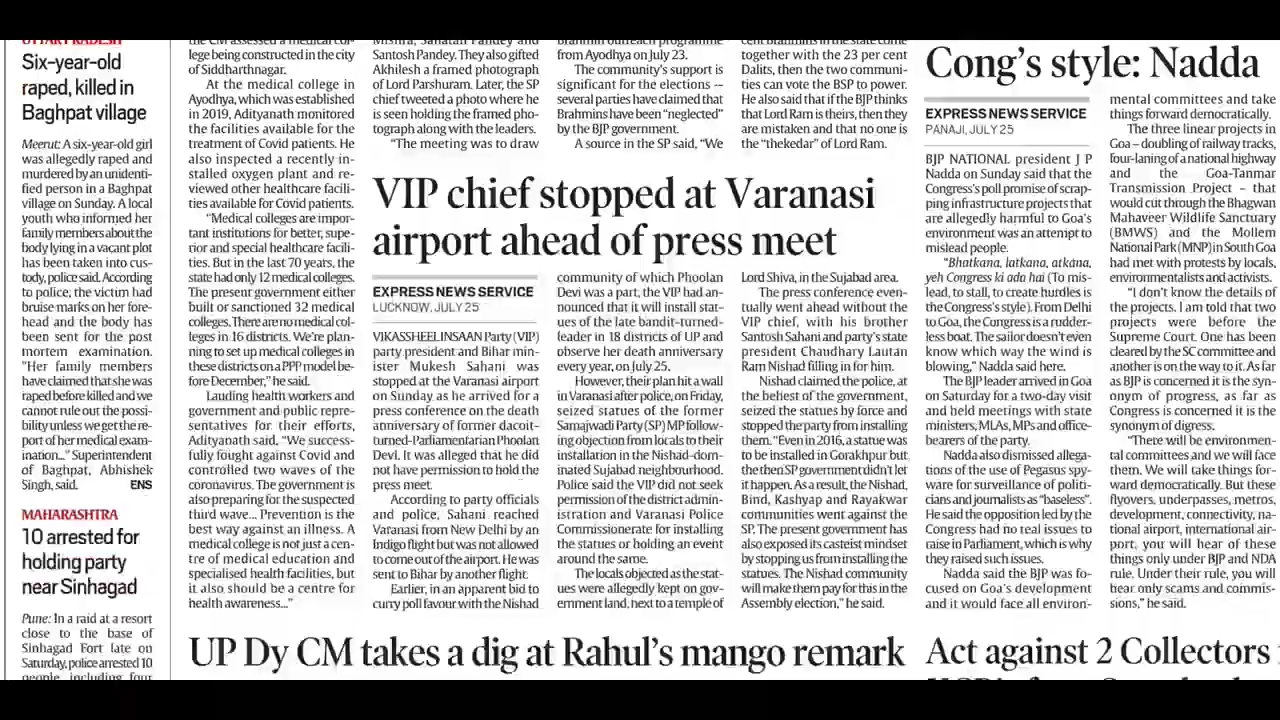 UTTAR PRADESH
Six-year-old
raped, killed in
Baghpat village
Meerut: A six-year-old girl
was allegedly raped and
murdered by an unidenti-
fied person in a Baghpat
village on Sunday. A local
youth who informed her
family members about the
body lying in a vacant plot
has been taken into cus-
tody, police said. According
to police, the victim had
bruise marks on her fore-
head and the body has
been sent for the post
mortem examination.
"Her family members
have claimed that she was
raped before killed and we
cannot rule out the possi-
bility unless we get the re-
port of her medical exam-
ination..." Superintendent
of Baghpat, Abhishek
Singh, said. ENS
MAHARASHTRA
10 arrested for
holding party
near Sinhagad
Pune: In a raid at a resort
close to the base of
Sinhagad Fort late on
Saturday, police arrested 10
people, including four
the CM assessed a medical col-
lege being constructed in the city
of Siddharthnagar.
At the medical college in
Ayodhya, which was established
in 2019, Adityanath monitored
the facilities available for the
treatment of Covid patients. He
also inspected a recently in-
stalled oxygen plant and re-
viewed other healthcare facili-
ties available for Covid patients.
"Medical colleges are impor-
tant institutions for better, supe-
rior and special healthcare facili-
ties. But in the last 70 years, the
state had only 12 medical colleges.
The present government either
built or sanctioned 32 medical
colleges. There are no medical col-
leges in 16 districts. We're plan-
ning to set up medical colleges in
these districts on a PPP model be-
fore December," he said.
Lauding health workers and
government and public repre-
sentatives for their efforts,
Adityanath said, "We success-
fully fought against Covid and
controlled two waves of the
coronavirus. The government is
also preparing for the suspected
third wave... Prevention is the
best way against an illness. A
medical college is not just a cen-
tre of medical education and
specialised health facilities, but
it also should be a centre for
health awareness..."
Mishra, Sanatan Pandey and
Santosh Pandey. They also gifted
Akhilesh a framed photograph
of Lord Parshuram. Later, the SP
chief tweeted a photo where he
is seen holding the framed pho-
tograph along with the leaders.
"The meeting was to draw
Brahmin outreach programme
from Ayodhya on July 23.
The community's support is
significant for the elections --
several parties have claimed that
Brahmins have been "neglected"
by the BJP government.
A source in the SP said, "We
cent Brahmins in the state come
together with the 23 per cent
Dalits, then the two communi-
ties can vote the BSP to power.
He also said that if the BJP thinks
that Lord Ram is theirs, then they
are mistaken and that no one is
the "thekedar" of Lord Ram.
VIP chief stopped at Varanasi
airport ahead of press meet
EXPRESS NEWS SERVICE
LUCKNOW, JULY 25
VIKASSHEEL INSAAN Party (VIP)
party president and Bihar min-
ister Mukesh Sahani was
stopped at the Varanasi airport
on Sunday as he arrived for a
press conference on the death
anniversary of former dacoit-
turned-Parliamentarian Phoolan
Devi. It was alleged that he did
not have permission to hold the
press meet.
According to party officials
and police, Sahani reached
Varanasi from New Delhi by an
Indigo flight but was not allowed
to come out of the airport. He was
sent to Bihar by another flight.
Earlier, in an apparent bid to
curry poll favour with the Nishad
community of which Phoolan
Devi was a part, the VIP had an-
nounced that it will install stat-
ues of the late bandit-turned-
leader in 18 districts of UP and
observe her death anniversary
every year, on July 25.
However, their plan hit a wall
in Varanasi after police, on Friday,
seized statues of the former
Samajwadi Party (SP) MP follow-
ing objection from locals to their
installation in the Nishad-dom-
inated Sujabad neighbourhood.
Police said the VIP did not seek
permission of the district admin-
istration and Varanasi Police
Commissionerate for installing
the statues or holding an event
around the same.
The locals objected as the stat-
ues were allegedly kept on gov-
ernment land, next to a temple of
Lord Shiva, in the Sujabad area.
The press conference even-
tually went ahead without the
VIP chief, with his brother
Santosh Sahani and party's state
president Chaudhary Lautan
Ram Nishad filling in for him.
Nishad claimed the police, at
the behest of the government,
seized the statues by force and
stopped the party from installing
them. "Even in 2016, a statue was
to be installed in Gorakhpur but
the then SP government didn't let
it happen. As a result, the Nishad,
Bind, Kashyap and Rayakwar
communities went against the
SP. The present government has
also exposed its casteist mindset
by stopping us from installing the
statues. The Nishad community
will make them pay for this in the
Assembly election," he said.
Cong's style: Nadda
EXPRESS NEWS SERVICE
PANAJI, JULY 25
BJP NATIONAL president J P
Nadda on Sunday said that the
Congress's poll promise of scrap-
ping infrastructure projects that
are allegedly harmful to Goa's
environment was an attempt to
mislead people.
"Bhatkana, latkana, atkana,
yeh Congress ki ada hai (To mis-
lead, to stall, to create hurdles is
the Congress's style). From Delhi
to Goa, the Congress is a rudder-
less boat. The sailor doesn't even
know which way the wind is
blowing," Nadda said here.
The BJP leader arrived in Goa
on Saturday for a two-day visit
and held meetings with state
ministers, MLAs, MPs and office-
bearers of the party.
Nadda also dismissed allega-
tions of the use of Pegasus spy-
ware for surveillance of politi-
cians and journalists as "baseless".
He said the opposition led by the
Congress had no real issues to
raise in Parliament, which is why
they raised such issues.
Nadda said the BJP was fo-
cused on Goa's development
and it would face all environ-
mental committees and take
things forward democratically.
The three linear projects in
Goa – doubling of railway tracks,
four-laning of a national highway
and the Goa-Tanmar
Transmission Project – that
would cut through the Bhagwan
Mahaveer Wildlife Sanctuary
(BMWS) and the Mollem
National Park (MNP) in South Goa
had met with protests by locals,
environmentalists and activists.
"I don't know the details of
the projects. I am told that two
projects were before the
Supreme Court. One has been
cleared by the SC committee and
another is on the way to it. As far
as BJP is concerned it is the syn-
onym of progress, as far as
Congress is concerned it is the
synonym of digress.
"There will be environmen-
tal committees and we will face
them. We will take things for-
ward democratically. But these
flyovers, underpasses, metros,
development, connectivity, na-
tional airport, international air-
port, you will hear of these
things only under BJP and NDA
rule. Under their rule, you will
hear only scams and commis-
sions," he said.
UP Dy CM takes a dig at Rahul's mango remark
Act against 2 Collectors